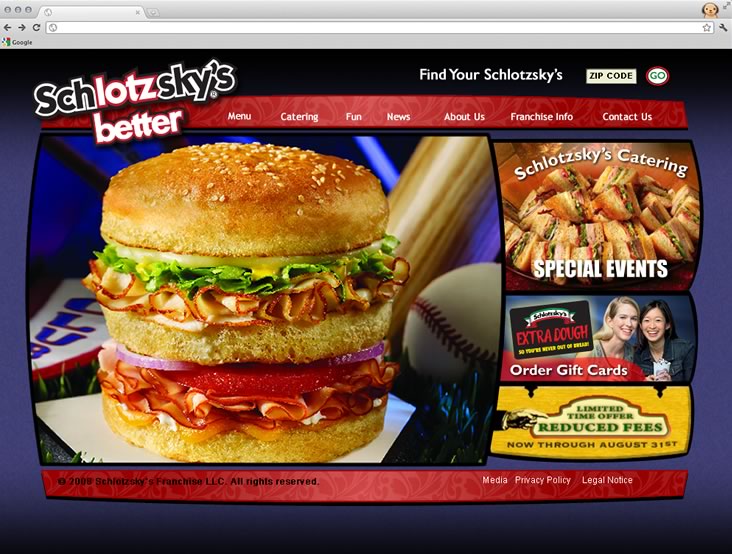 Google
Schlotzsky's®
better
Find Your Schlotzsky's
ZIP CODE
GO
Menu Catering Fun News About Us Franchise Info Contact Us
Schlotzsky's Catering
SPECIAL EVENTS
Schlotzsky's
EXTRA DOUGH
SO YOU'RE NEVER OUT OF BREAD!
Order Gift Cards
LIMITED
TIME OFFER
REDUCED FEES
NOW THROUGH AUGUST 31ST
© 2008 Schlotzsky's Franchise LLC. All rights reserved.
Media Privacy Policy Legal Notice